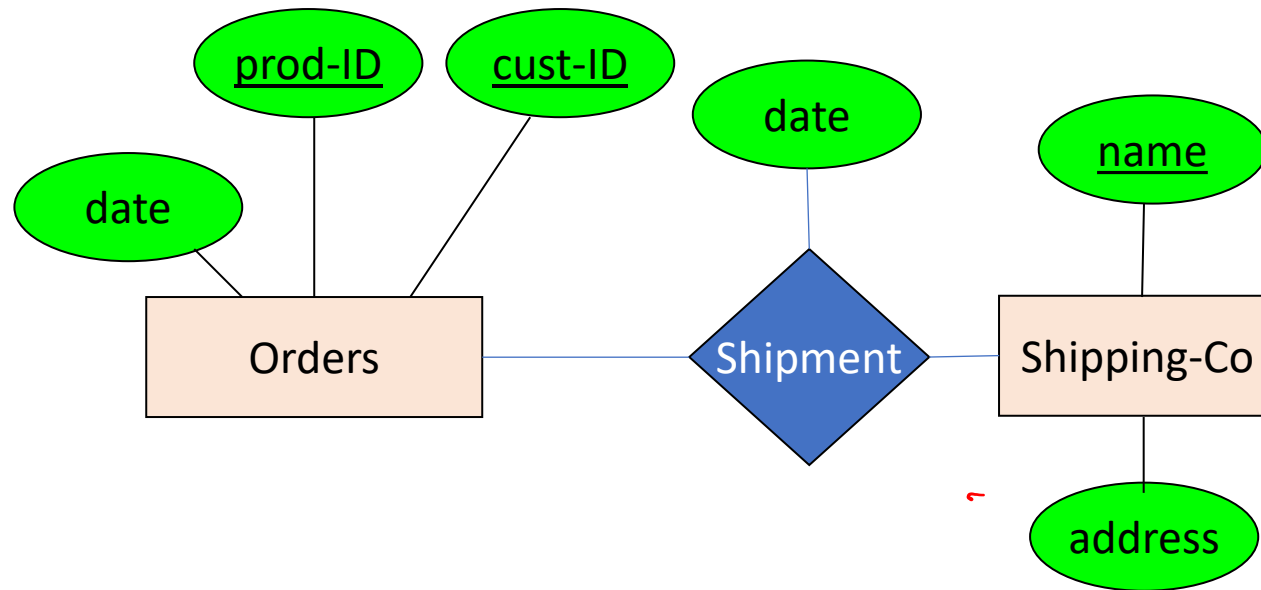 prod-ID
cust-ID
date
name
date
Orders
Shipment
Shipping-Co
address